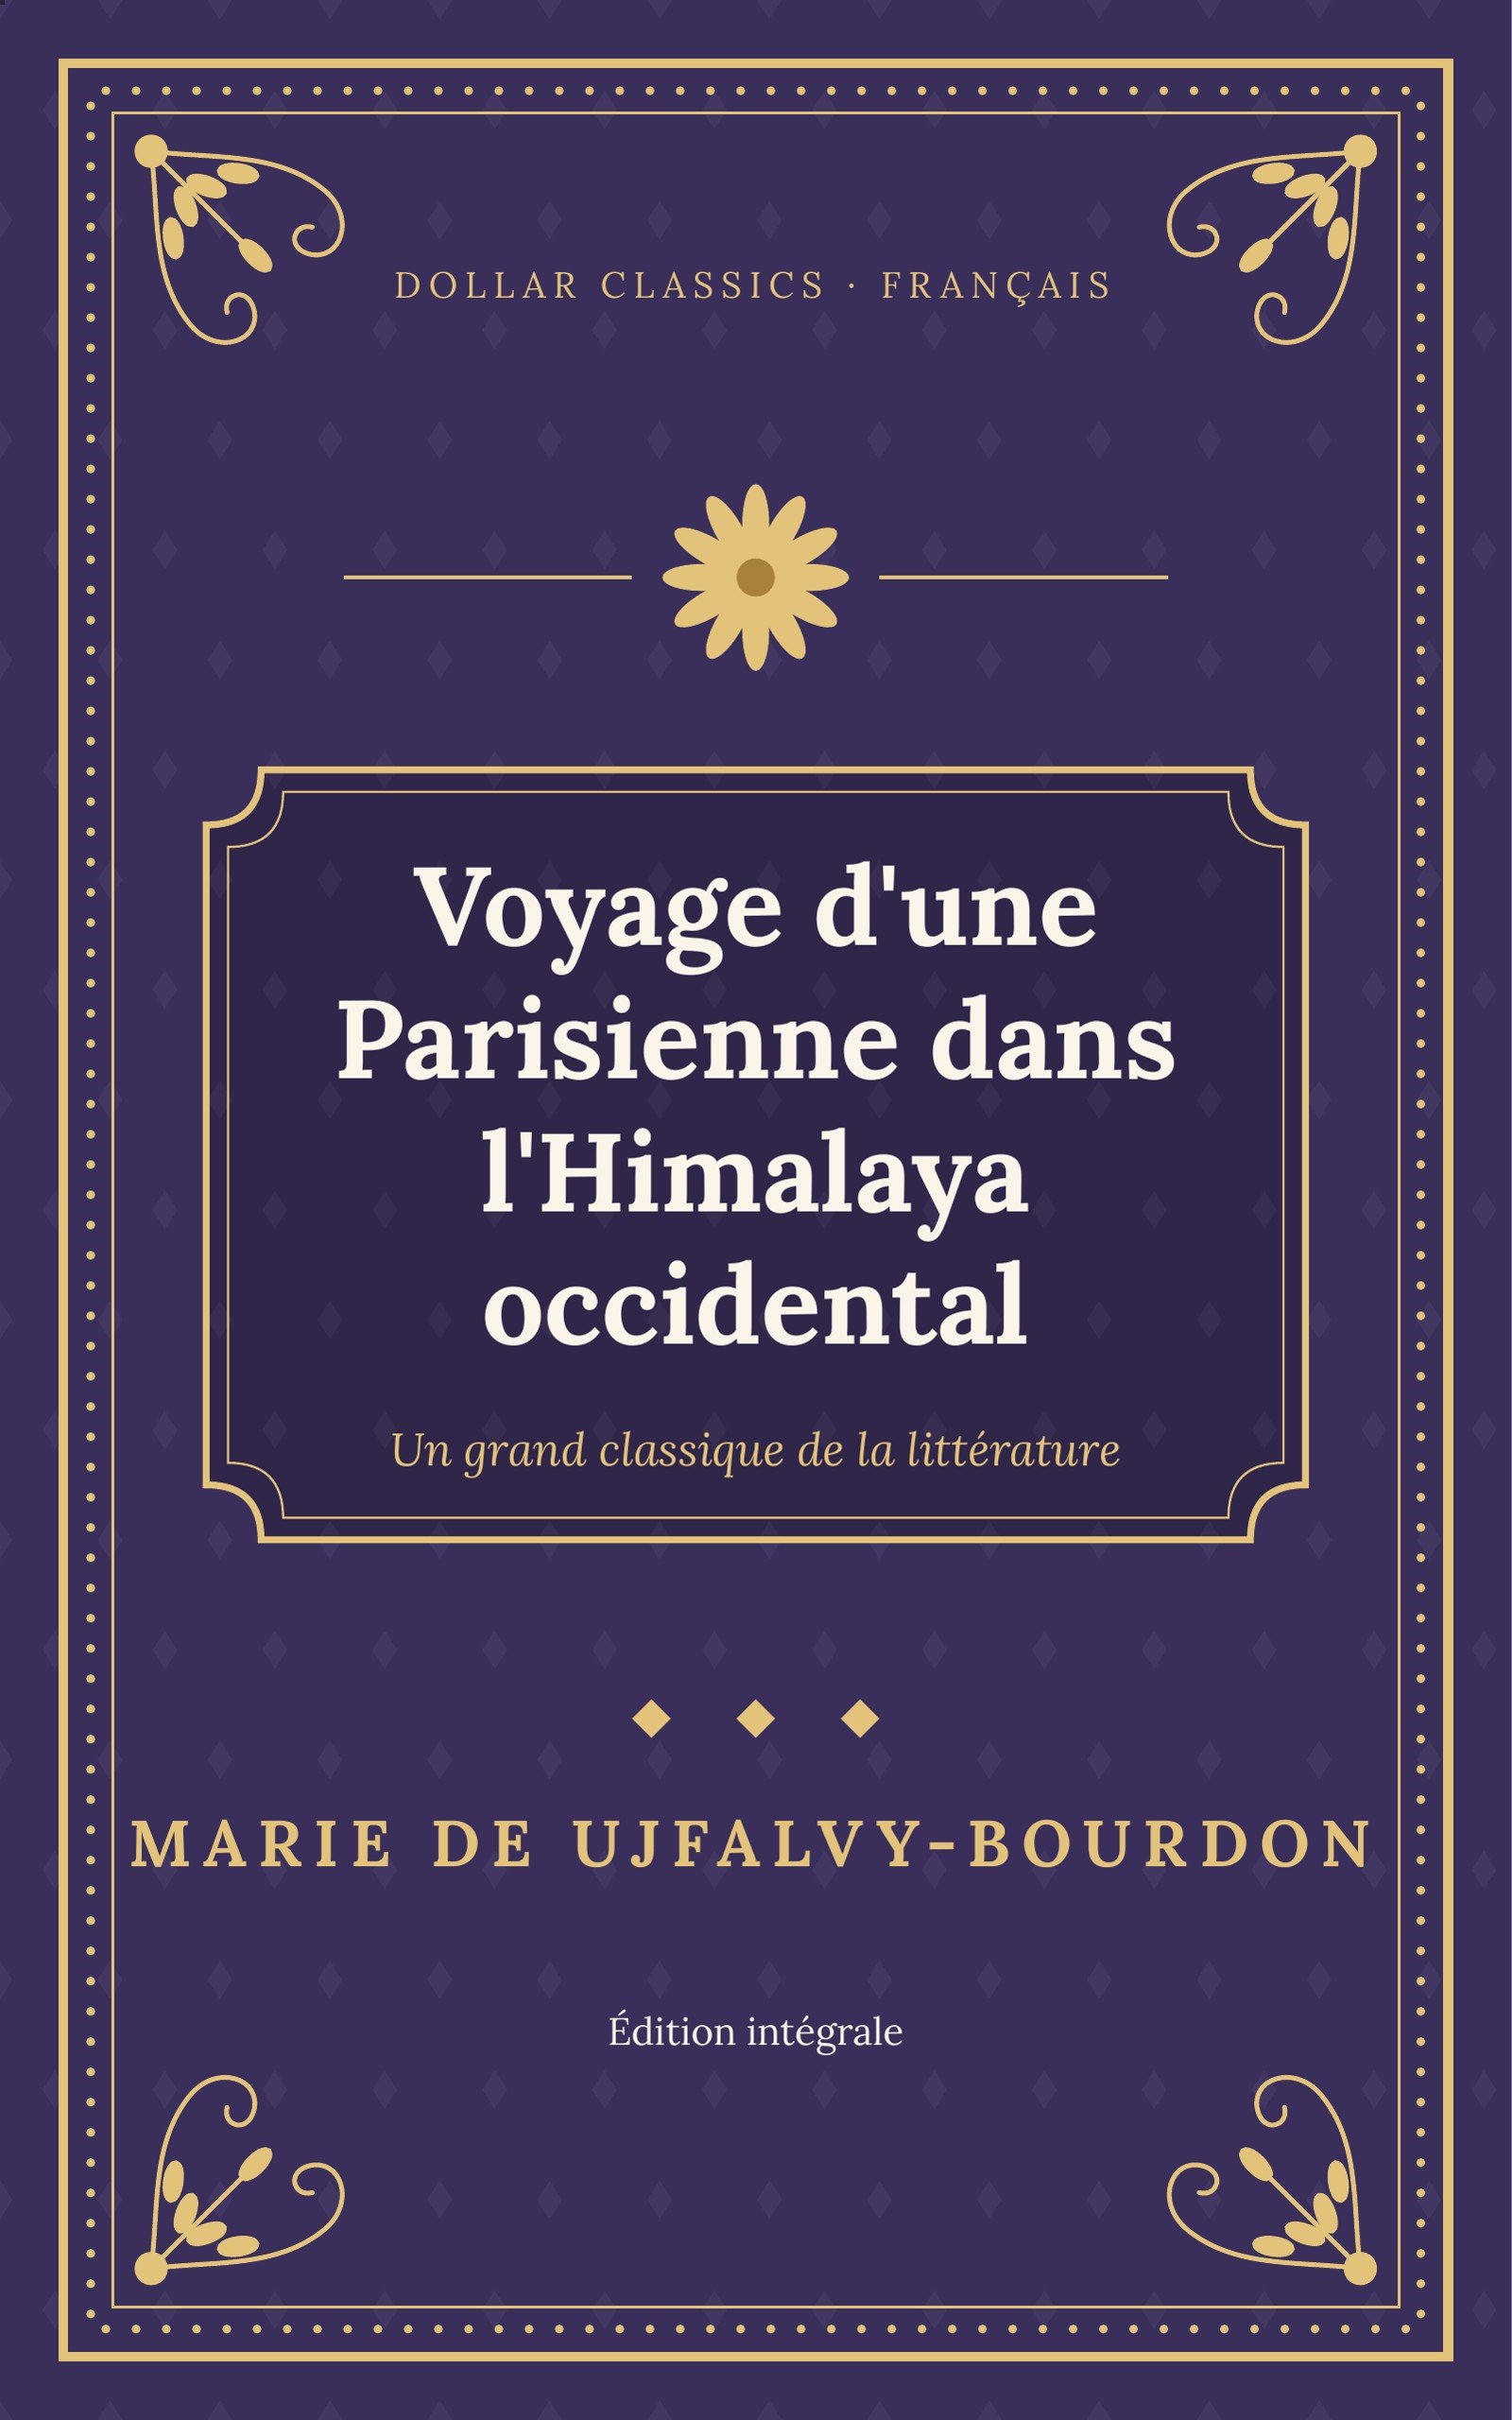 DOLLAR CLASSICS · FRANÇAIS
Voyage d'une
Parisienne dans
l'Himalaya
occidental
Un grand classique de la littérature
MARIE DE UJFALVY-BOURDON
Édition intégrale